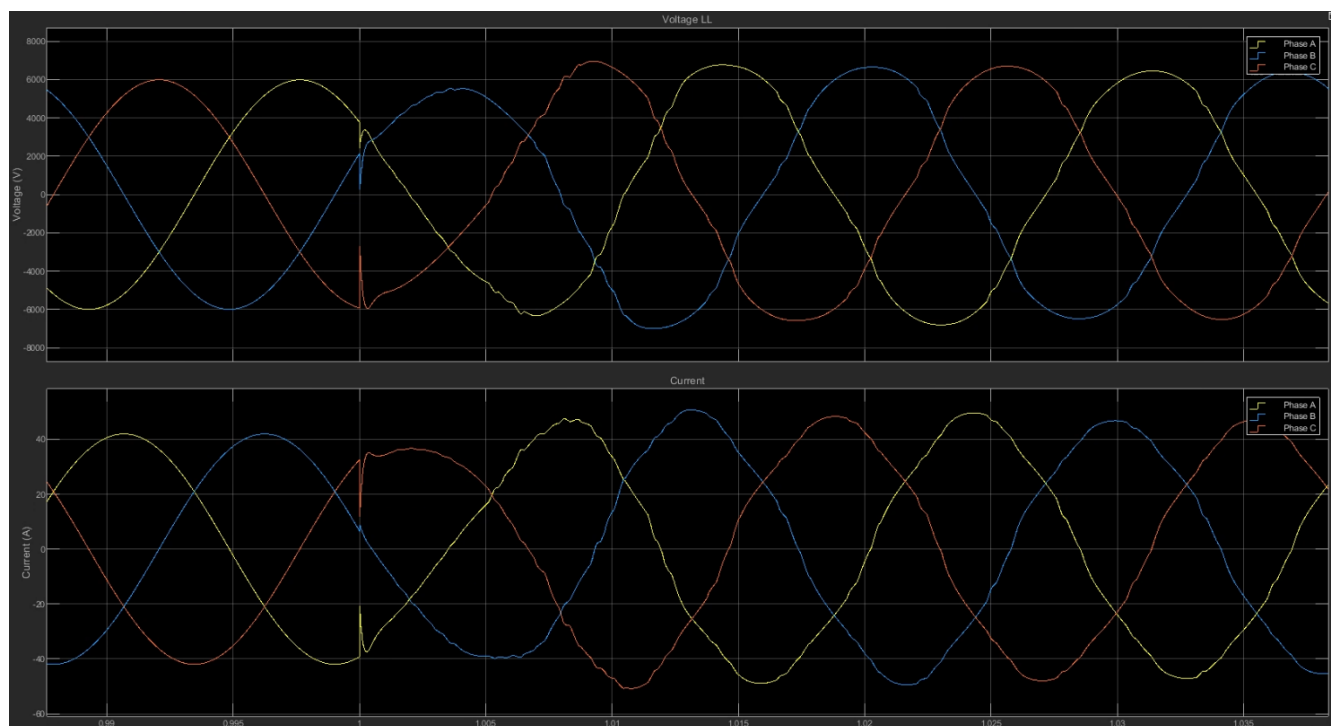 Voltage LL
Voltage (V)
8000
6000
4000
2000
0
-2000
-4000
-6000
-8000
Phase A
Phase B
Phase C
Current
Current (A)
40
20
0
-20
-40
-60
Phase A
Phase B
Phase C
0.99
0.995
1
1.005
1.01
1.015
1.02
1.025
1.03
1.035